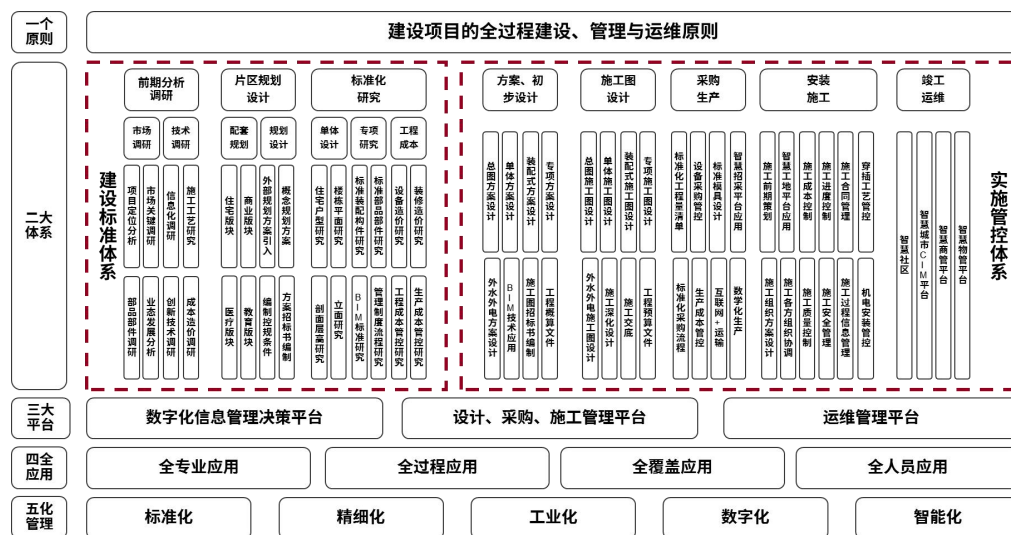 一个
原则
建设项目的全过程建设、管理与运维原则
二大
体系
建设标准体系
前期分析
调研
片区规划
设计
标准化
研究
市场
调研
技术
调研
配套
规划
规划
设计
单体
设计
专项
研究
工程
成本
项目定位分析
市场关键调研
信息化调研
施工工艺研究
住宅版块
商业版块
外部规划方案引入
概念规划方案
住宅户型研究
楼栋平面研究
标准装配构件研究
标准部品部件研究
设备造价研究
装修造价研究
部品部件调研
业态发展分析
创新技术调研
成本造价调研
医疗版块
教育版块
编制控规条件
方案招标书编制
剖面层高研究
立面研究
BIM标准研究
管理制度流程研究
工程成本管控研究
生产成本管控研究
方案、初
步设计
施工图
设计
采购
生产
安装
施工
竣工
运维
总图方案设计
单体方案设计
装配式方案设计
专项方案设计
总图施工图设计
单体施工图设计
装配式施工图设计
专项施工图设计
标准化工程量清单
设备采购管控
标准模具设计
智慧招采平台应用
施工前期策划
智慧工地平台应用
施工成本控制
施工进度控制
施工合同管理
穿插工艺管控
外水外电方案设计
BIM技术应用
施工图招标书编制
工程概算文件
外水外电施工图设计
施工深化设计
施工交底
工程预算文件
标准化采购流程
生产成本管控
互联网+运输
数字化生产
施工组织方案设计
施工各方组织协调
施工质量控制
施工安全管理
施工过程信息管理
机电安装管控
智慧社区
智慧城市CIM平台
智慧商管平台
智慧物管平台
实施管控体系
三大
平台
数字化信息管理决策平台
设计、采购、施工管理平台
运维管理平台
四全
应用
全专业应用
全过程应用
全覆盖应用
全人员应用
五化
管理
标准化
精细化
工业化
数字化
智能化